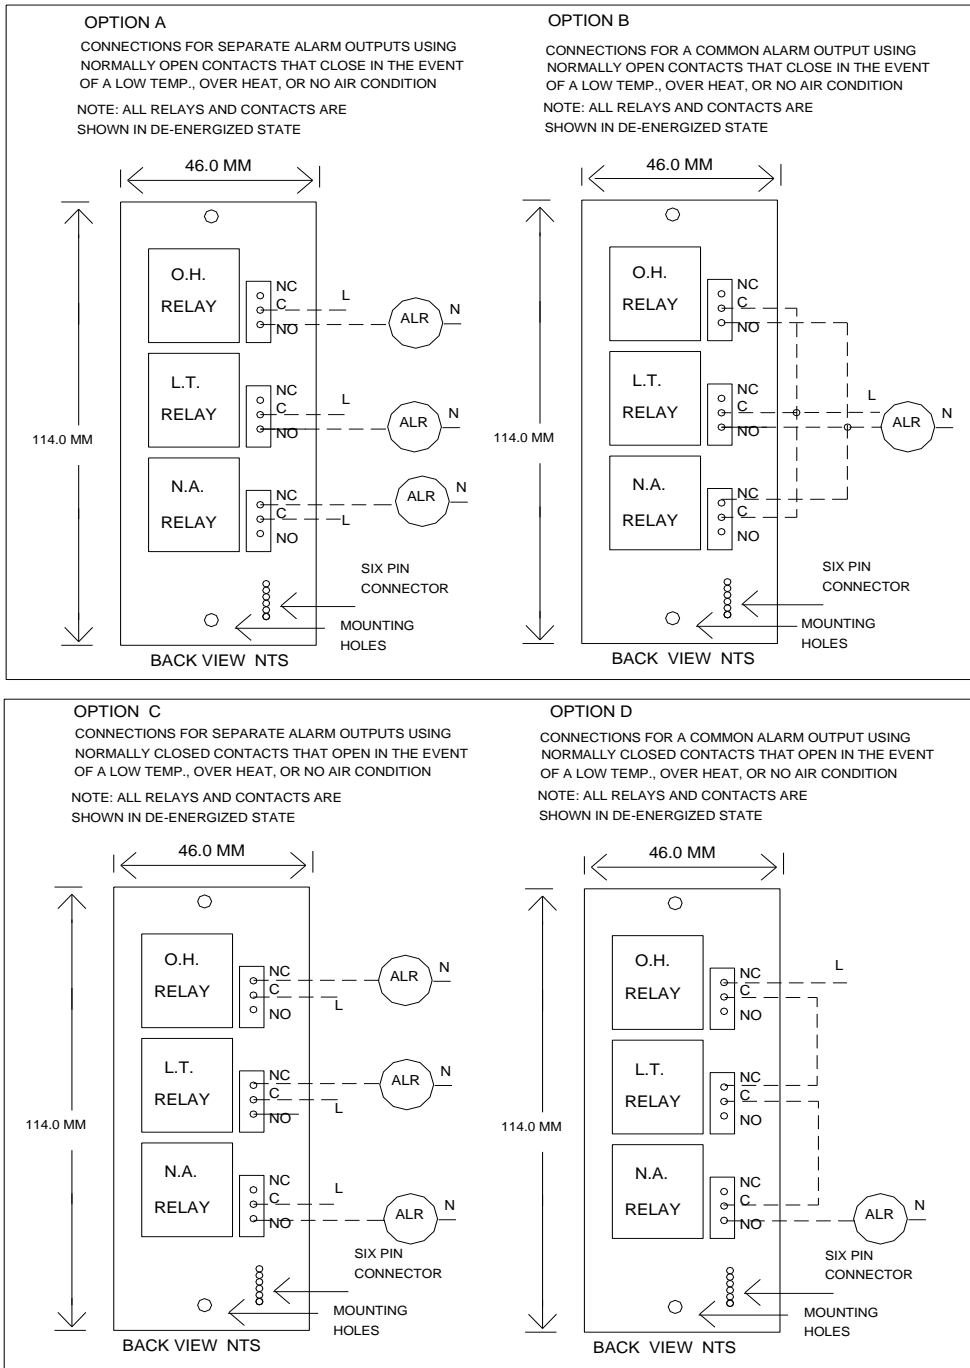 OPTION A
CONNECTIONS FOR SEPARATE ALARM OUTPUTS USING
NORMALLY OPEN CONTACTS THAT CLOSE IN THE EVENT
OF A LOW TEMP., OVER HEAT, OR NO AIR CONDITION
NOTE: ALL RELAYS AND CONTACTS ARE
SHOWN IN DE-ENERGIZED STATE
46.0 MM
O.H.
RELAY
NC
C
NO
L
ALR
N
L.T.
RELAY
NC
C
NO
L
ALR
N
114.0 MM
N.A.
RELAY
NC
C
NO
L
ALR
N
SIX PIN
CONNECTOR
MOUNTING
HOLES
BACK VIEW NTS
OPTION B
CONNECTIONS FOR A COMMON ALARM OUTPUT USING
NORMALLY OPEN CONTACTS THAT CLOSE IN THE EVENT
OF A LOW TEMP., OVER HEAT, OR NO AIR CONDITION
NOTE: ALL RELAYS AND CONTACTS ARE
SHOWN IN DE-ENERGIZED STATE
46.0 MM
O.H.
RELAY
NC
C
NO
L.T.
RELAY
NC
C
NO
L
ALR
N
114.0 MM
N.A.
RELAY
NC
C
NO
SIX PIN
CONNECTOR
MOUNTING
HOLES
BACK VIEW NTS
OPTION C
CONNECTIONS FOR SEPARATE ALARM OUTPUTS USING
NORMALLY CLOSED CONTACTS THAT OPEN IN THE EVENT
OF A LOW TEMP., OVER HEAT, OR NO AIR CONDITION
NOTE: ALL RELAYS AND CONTACTS ARE
SHOWN IN DE-ENERGIZED STATE
46.0 MM
O.H.
RELAY
NC
C
NO
L
ALR
N
L.T.
RELAY
NC
C
NO
L
ALR
N
114.0 MM
N.A.
RELAY
NC
C
NO
L
ALR
N
SIX PIN
CONNECTOR
MOUNTING
HOLES
BACK VIEW NTS
OPTION D
CONNECTIONS FOR A COMMON ALARM OUTPUT USING
NORMALLY CLOSED CONTACTS THAT OPEN IN THE EVENT
OF A LOW TEMP., OVER HEAT, OR NO AIR CONDITION
NOTE: ALL RELAYS AND CONTACTS ARE
SHOWN IN DE-ENERGIZED STATE
46.0 MM
O.H.
RELAY
NC
C
NO
L
L.T.
RELAY
NC
C
NO
114.0 MM
N.A.
RELAY
NC
C
NO
ALR
N
SIX PIN
CONNECTOR
MOUNTING
HOLES
BACK VIEW NTS